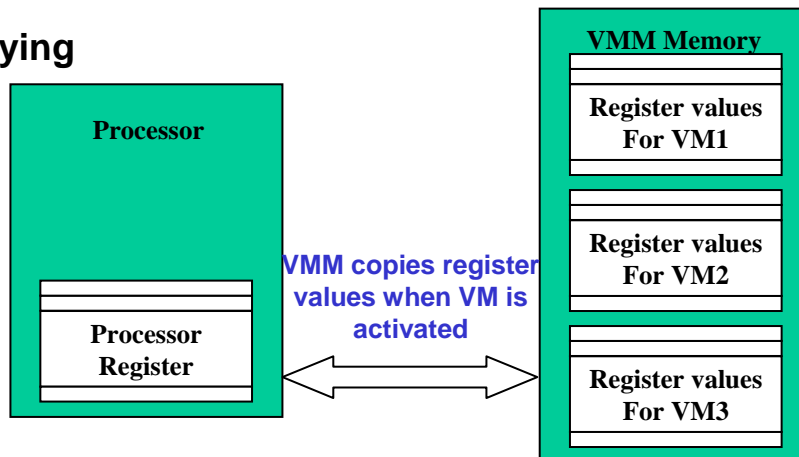 VMM Memory
Processor
Register values
For VM1
VMM copies register
values when VM is
activated
Register values
For VM2
Processor
Register
Register values
For VM3